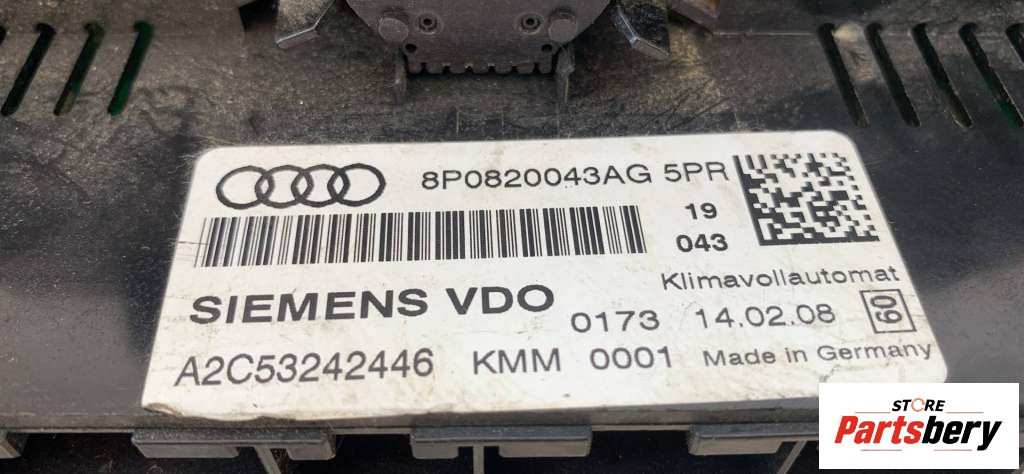 8P0820043AG 5PR
19
043
Klimavollautomat
SIEMENS VDO
0173 14.02.08 60
A2C53242446 KMM 0001 Made in Germany
STORE
Partsbery